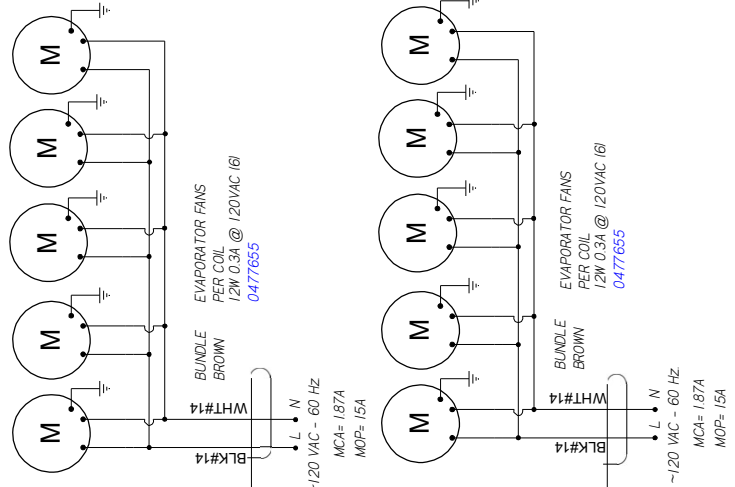 M
M
M
M
M
EVAPORATOR FANS
PER COIL
12W 0.3A @ 120VAC (6)
0477655
BUNDLE
BROWN
WHT#14
BLK#14
L N
~120 VAC - 60 Hz
MCA= 1.87A
MOP= 15A
M
M
M
M
M
EVAPORATOR FANS
PER COIL
12W 0.3A @ 120VAC (6)
0477655
BUNDLE
BROWN
WHT#14
BLK#14
L N
~120 VAC - 60 Hz
MCA= 1.87A
MOP= 15A